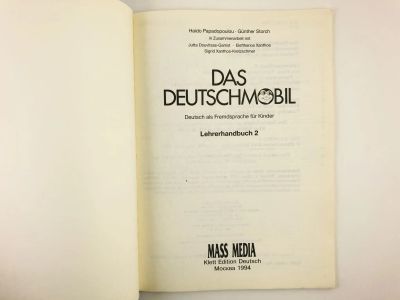 Haido Papadopoulou · Günther Storch
in Zusammenarbeit mit
Jutta Douvitsas-Gamst · Eleftherios Xanthos
Sigrid Xanthos-Kretzschmer
DAS
DEUTSCHMOBIL
Deutsch als Fremdsprache für Kinder
Lehrerhandbuch 2
MASS MEDIA
Klett Edition Deutsch
Москва 1994